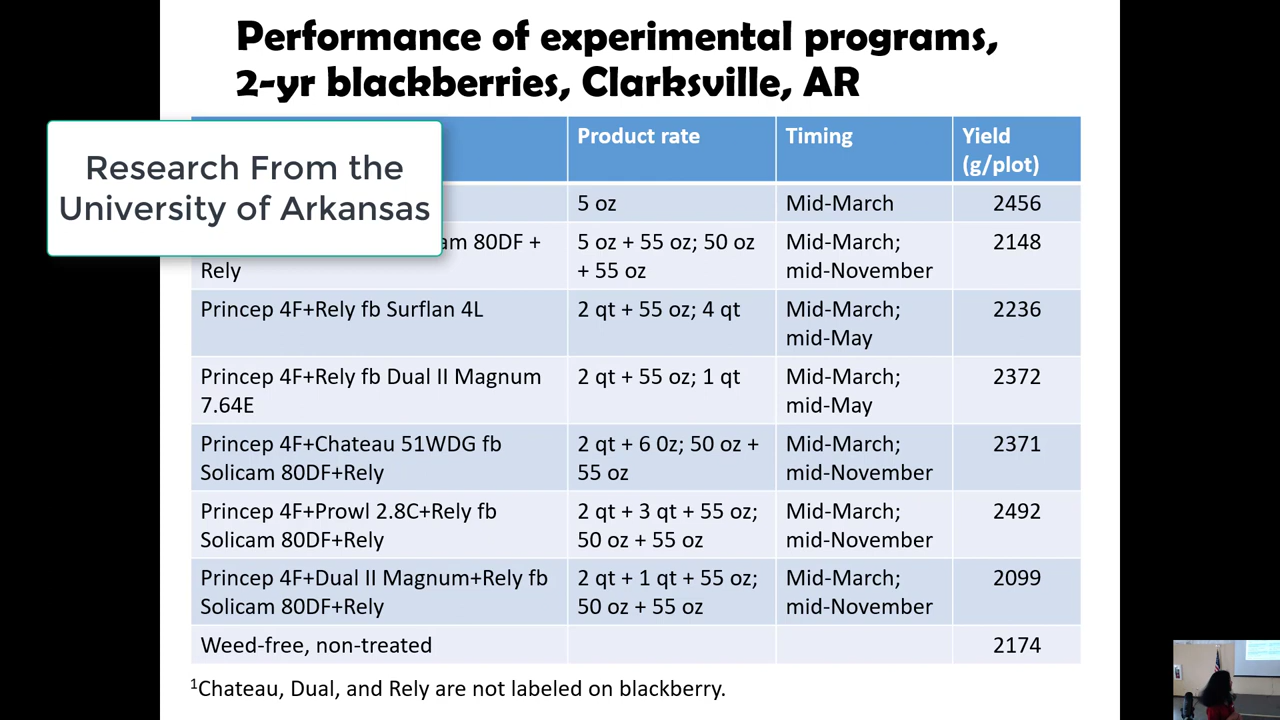 Performance of experimental programs,
2-yr blackberries, Clarksville, AR
Research From the
University of Arkansas
Product rate
Timing
Yield
(g/plot)
5 oz
Mid-March
2456
80DF +
Rely
5 oz + 55 oz; 50 oz
+ 55 oz
Mid-March;
mid-November
2148
Princep 4F+Rely fb Surflan 4L
2 qt + 55 oz; 4 qt
Mid-March;
mid-May
2236
Princep 4F+Rely fb Dual II Magnum
7.64E
2 qt + 55 oz; 1 qt
Mid-March;
mid-May
2372
Princep 4F+Chateau 51WDG fb
Solicam 80DF+Rely
2 qt + 6 0z; 50 oz +
55 oz
Mid-March;
mid-November
2371
Princep 4F+Prowl 2.8C+Rely fb
Solicam 80DF+Rely
2 qt + 3 qt + 55 oz;
50 oz + 55 oz
Mid-March;
mid-November
2492
Princep 4F+Dual II Magnum+Rely fb
Solicam 80DF+Rely
2 qt + 1 qt + 55 oz;
50 oz + 55 oz
Mid-March;
mid-November
2099
Weed-free, non-treated
2174
1Chateau, Dual, and Rely are not labeled on blackberry.